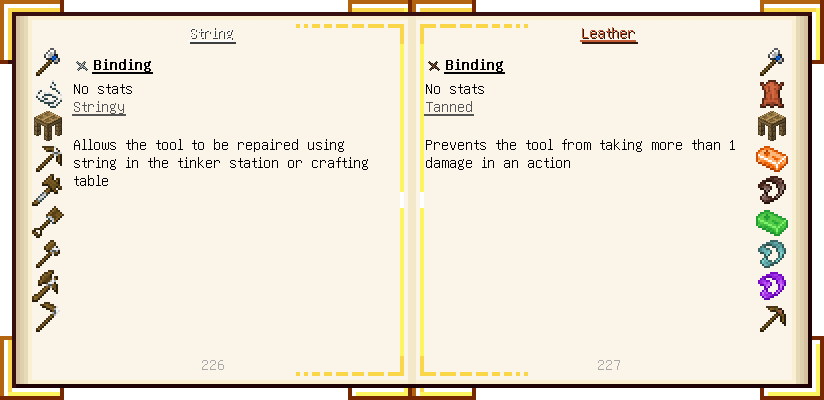 String
Binding
No stats
Stringy
Allows the tool to be repaired using
string in the tinker station or crafting
table
226
Leather
Binding
No stats
Tanned
Prevents the tool from taking more than 1
damage in an action
227